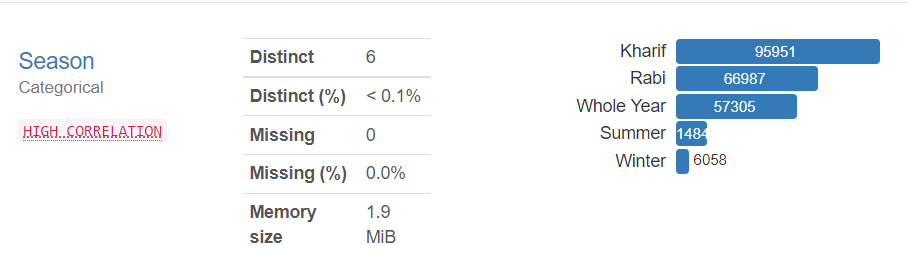 Season
Categorical
HIGH CORRELATION
Distinct 6
Distinct (%) < 0.1%
Missing 0
Missing (%) 0.0%
Memory size 1.9 MiB
Kharif 95951
Rabi 66987
Whole Year 57305
Summer
Winter 6058